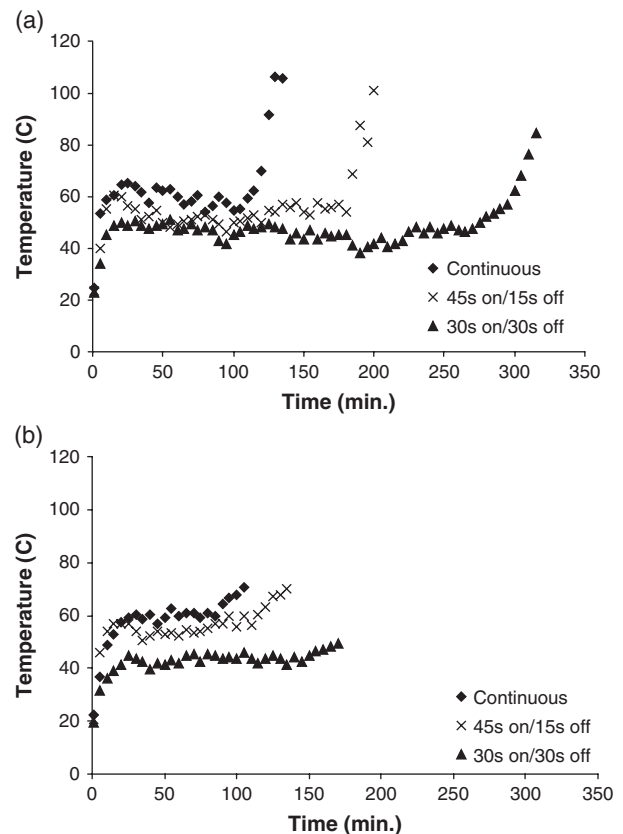 (a)
120
100
80
60
40
20
0
Temperature (C)
Continuous
45s on/15s off
30s on/30s off
0 50 100 150 200 250 300 350
Time (min.)
(b)
120
100
80
60
40
20
0
Temperature (C)
Continuous
45s on/15s off
30s on/30s off
0 50 100 150 200 250 300 350
Time (min.)